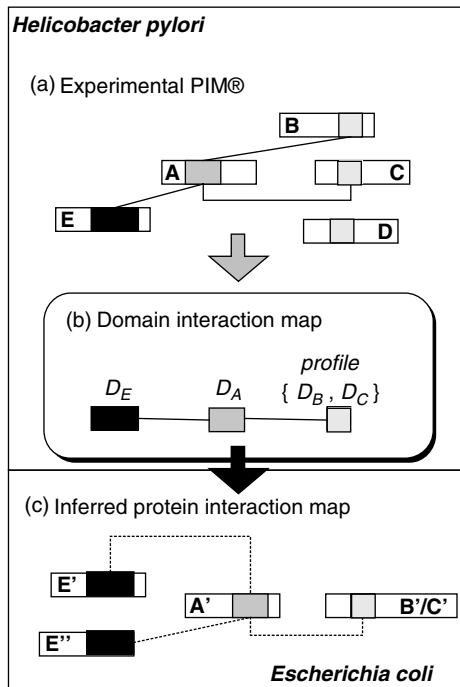 Helicobacter pylori
(a) Experimental PIM®
B
A
C
E
D
(b) Domain interaction map
profile
D_E D_A { D_B , D_C }
(c) Inferred protein interaction map
E'
A' B'/C'
E''
Escherichia coli